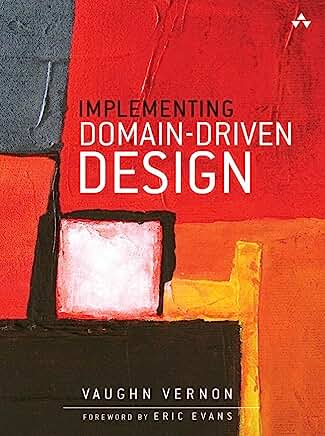 IMPLEMENTING
DOMAIN-DRIVEN
DESIGN
VAUGHN VERNON
FOREWORD BY ERIC EVANS